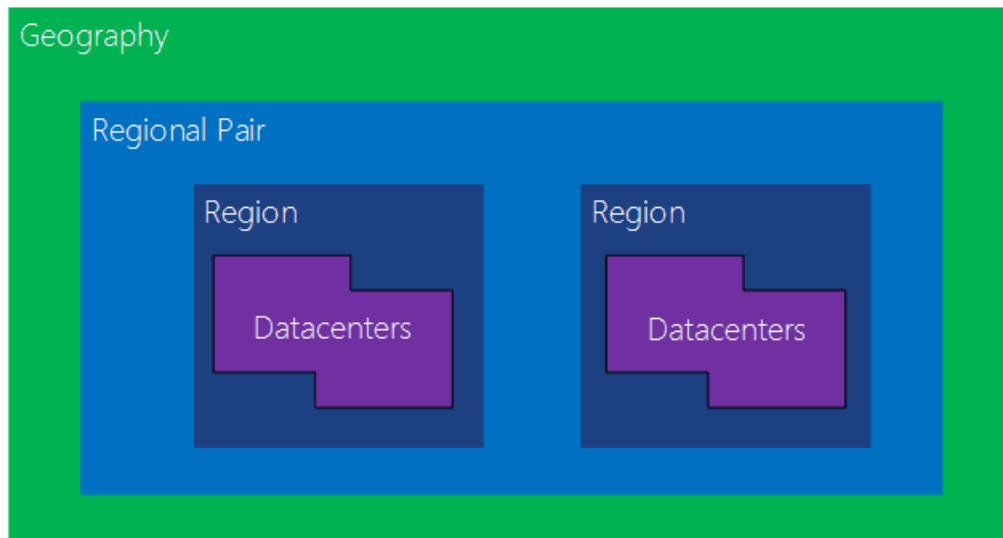 Geography
Regional Pair
Region
Region
Datacenters
Datacenters